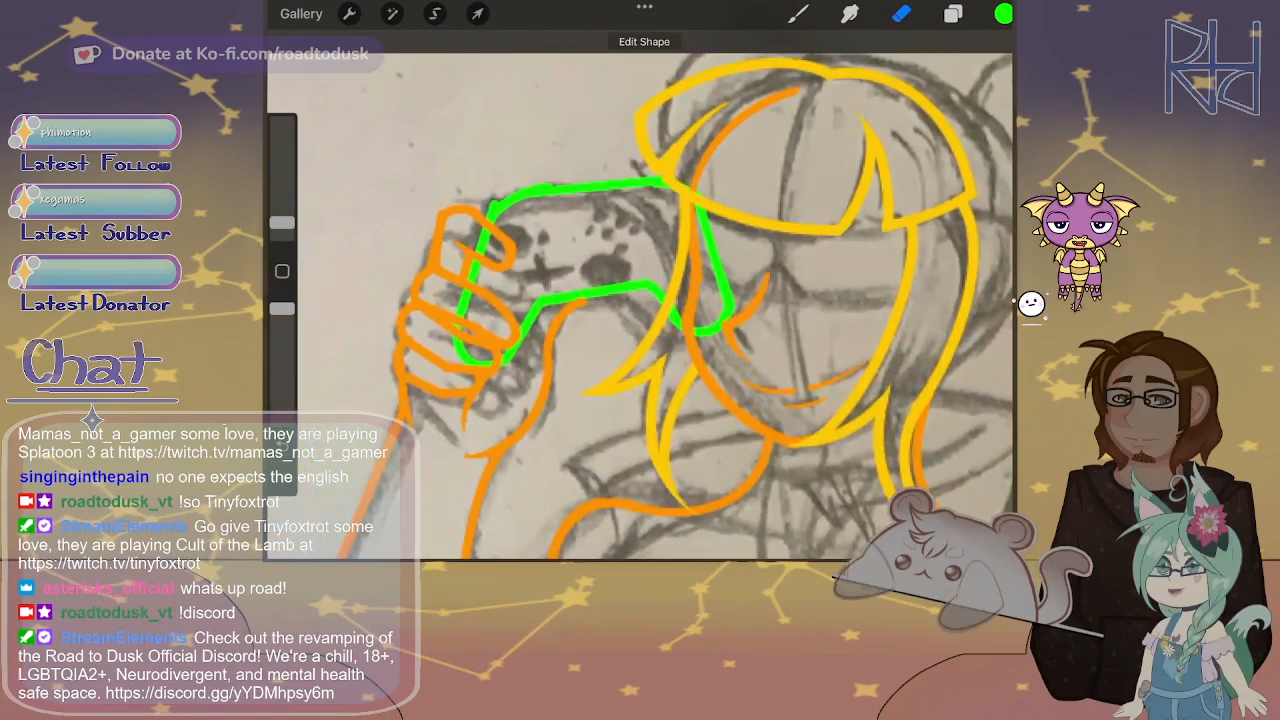 Gallery
Edit Shape
Donate at Ko-fi.com/roadtodusk
phimotion
Latest Follow
xcgamas
Latest Subber
Latest Donator
Chat
Mamas_not_a_gamer some love, they are playing
Splatoon 3 at https://twitch.tv/mamas_not_a_gamer
singinginthepain no one expects the english
roadtodusk_vt !so Tinyfoxtrot
StreamElements Go give Tinyfoxtrot some
love, they are playing Cult of the Lamb at
https://twitch.tv/tinyfoxtrot
asterisks_official whats up road!
roadtodusk_vt !discord
StreamElements Check out the revamping of
the Road to Dusk Official Discord! We're a chill, 18+,
LGBTQIA2+, Neurodivergent, and mental health
safe space. https://discord.gg/yYDMhpsy6m